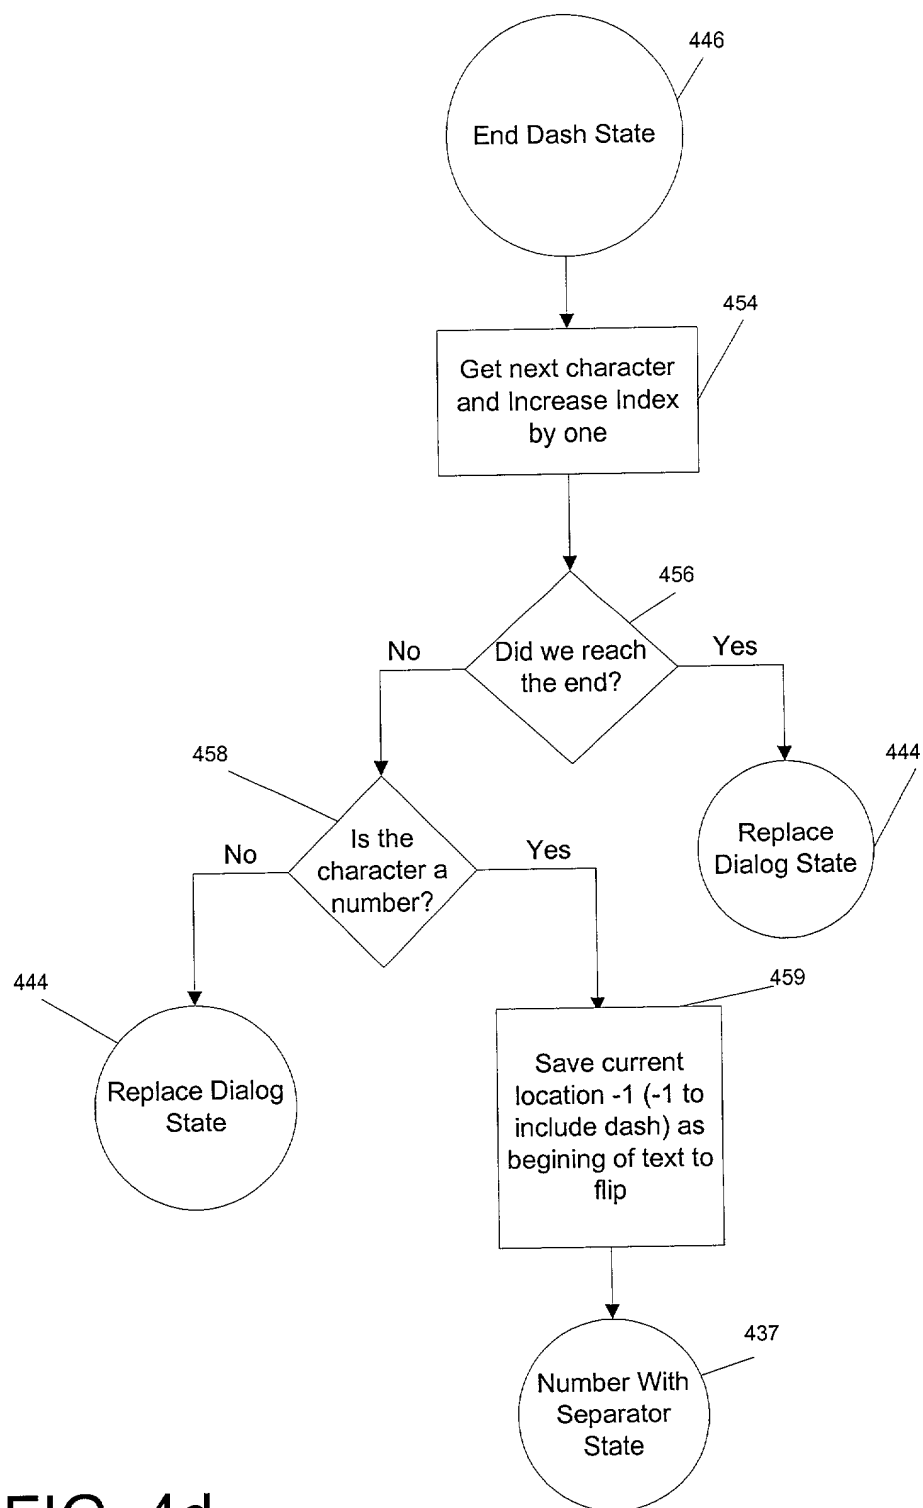 446
End Dash State
454
Get next character
and Increase Index
by one
456
No
Did we reach
the end?
Yes
458
444
Is the
character a
number?
No
Yes
Replace
Dialog State
444
459
Replace Dialog
State
Save current
location -1 (-1 to
include dash) as
begining of text to
flip
437
Number With
Separator
State
FIG. 4d